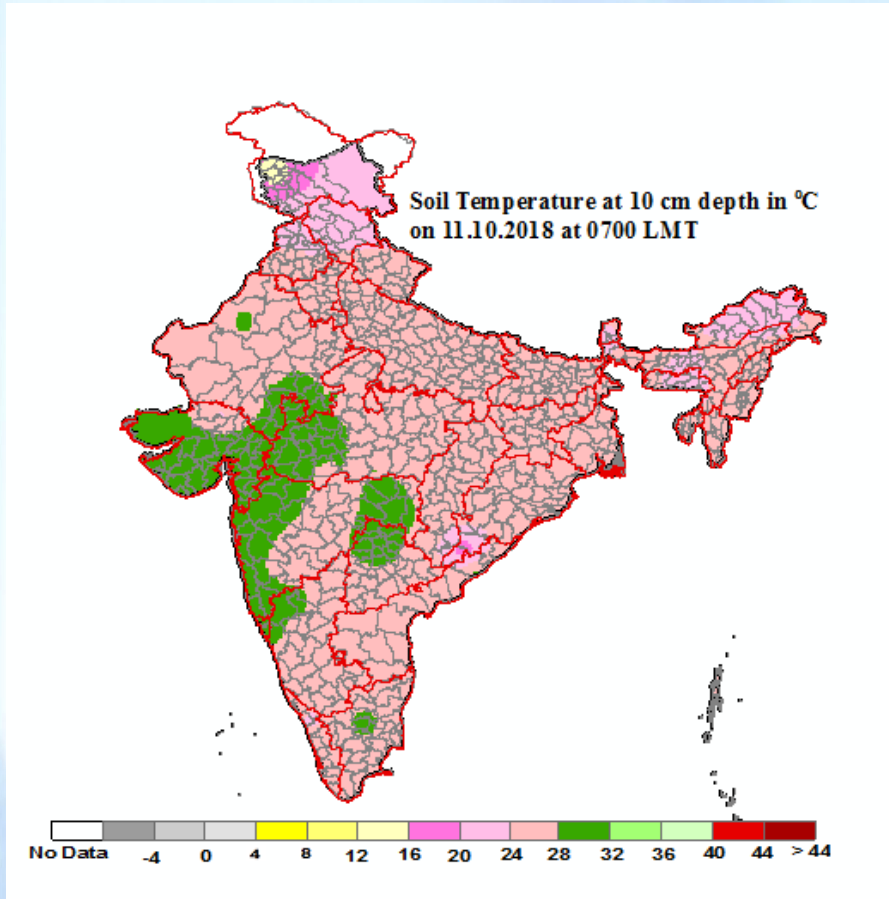 Soil Temperature at 10 cm depth in ⁰C
on 11.10.2018 at 0700 LMT
No Data -4 0 4 8 12 16 20 24 28 32 36 40 44 > 44